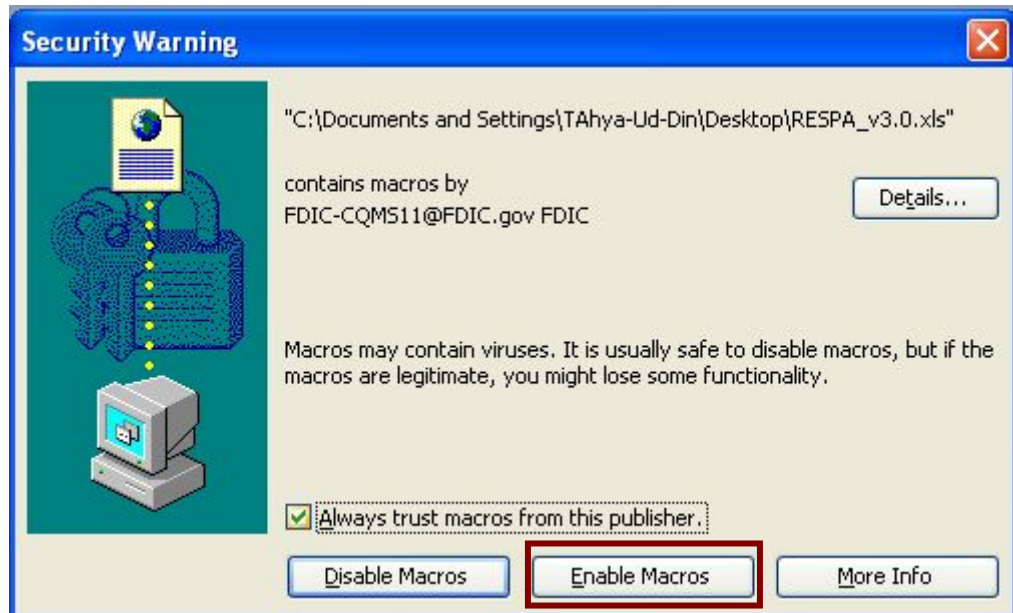 Security Warning
"C:\Documents and Settings\TAhya-Ud-Din\Desktop\RESPA_v3.0.xls"
contains macros by
FDIC-CQMS11@FDIC.gov FDIC
Details...
Macros may contain viruses. It is usually safe to disable macros, but if the
macros are legitimate, you might lose some functionality.
Always trust macros from this publisher.
Disable Macros
Enable Macros
More Info